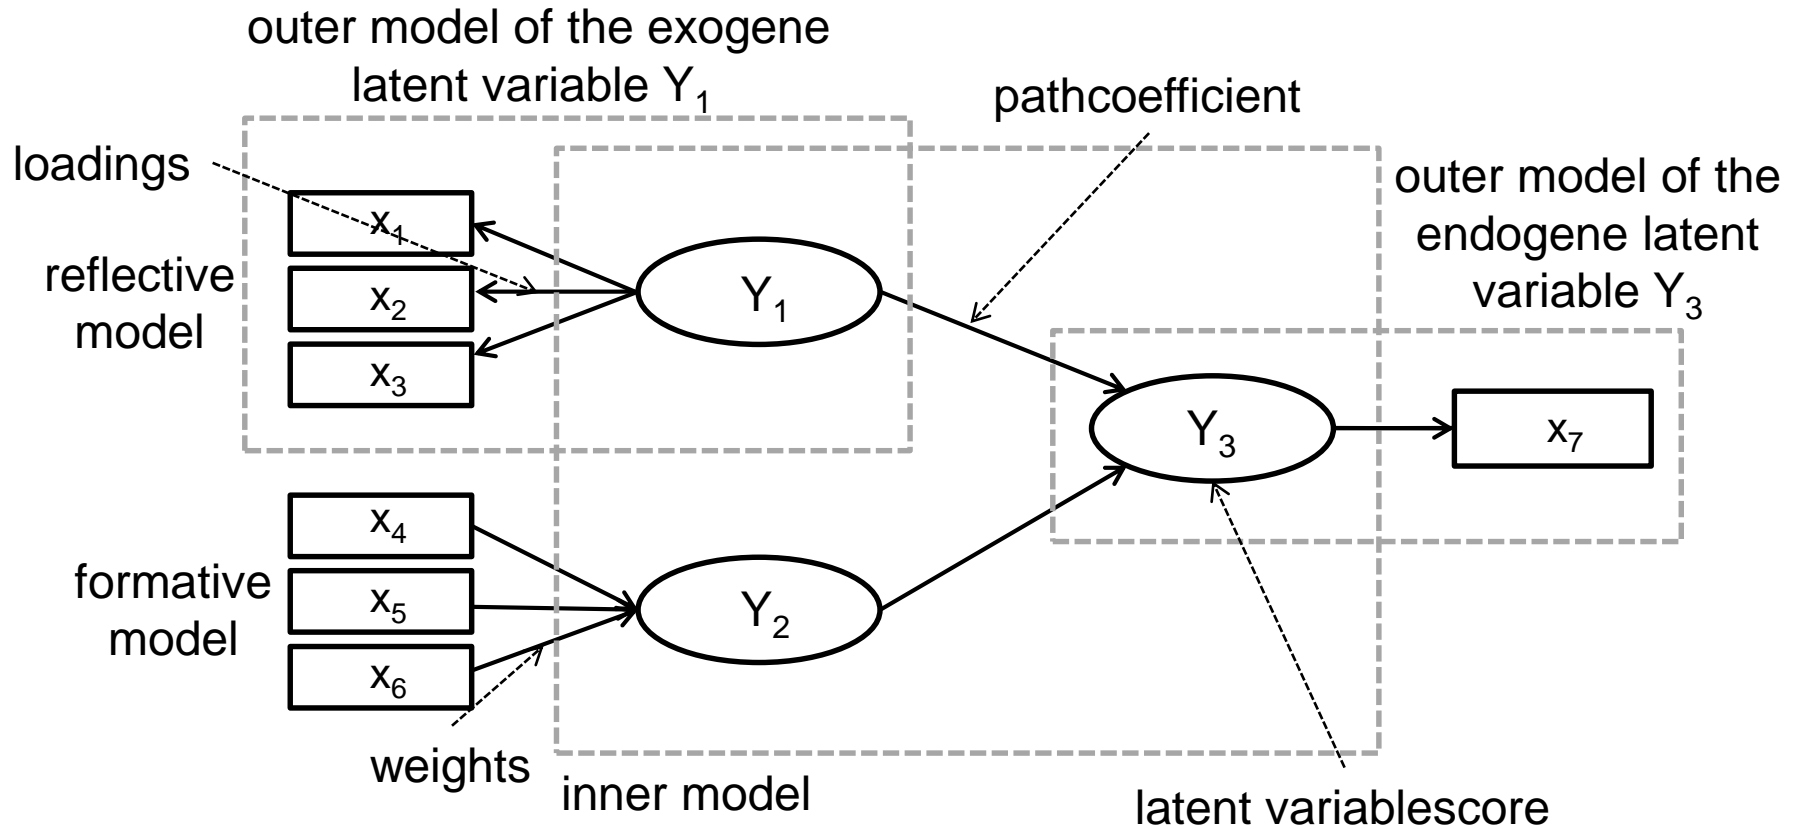 outer model of the exogene
latent variable Y1
pathcoefficient
loadings
outer model of the
endogene latent
variable Y3
x1
reflective
model
x2
Y1
x3
Y3
x7
x4
formative
model
x5
Y2
x6
weights
inner model
latent variablescore